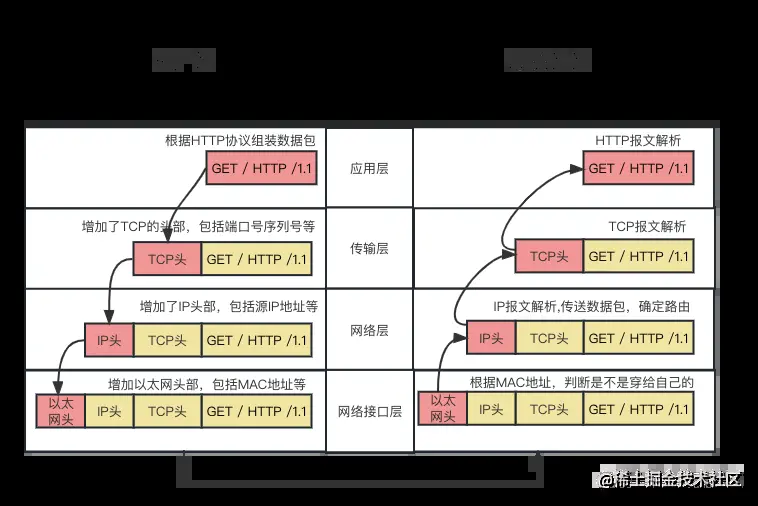 根据HTTP协议组装数据包
HTTP报文解析
GET / HTTP /1.1
应用层
GET / HTTP /1.1
增加了TCP的头部，包括端口号序列号等
TCP报文解析
TCP头
GET / HTTP /1.1
传输层
TCP头
GET / HTTP /1.1
增加了IP头部，包括源IP地址等
IP报文解析,传送数据包，确定路由
IP头
TCP头
GET / HTTP /1.1
网络层
IP头
TCP头
GET / HTTP /1.1
增加以太网头部，包括MAC地址等
根据MAC地址，判断是不是穿给自己的
以太
网头
IP头
TCP头
GET / HTTP /1.1
网络接口层
以太
网头
IP头
TCP头
GET / HTTP /1.1
@稀土掘金技术社区